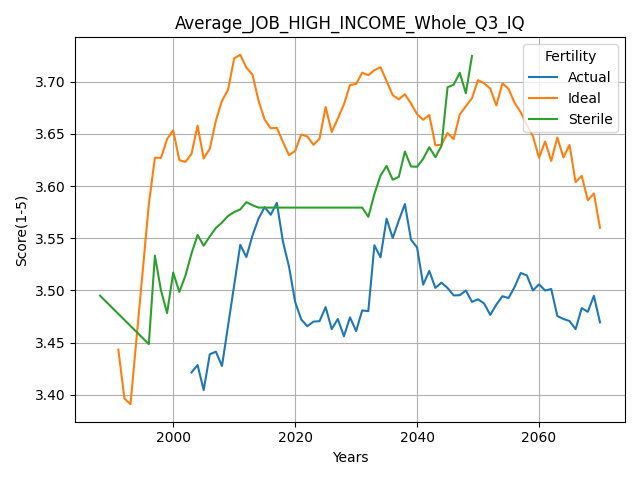 Average_JOB_HIGH_INCOME_Whole_Q3_IQ
Fertility
Actual
Ideal
Sterile
Score(1-5)
3.70
3.65
3.60
3.55
3.50
3.45
3.40
2000 2020 2040 2060
Years